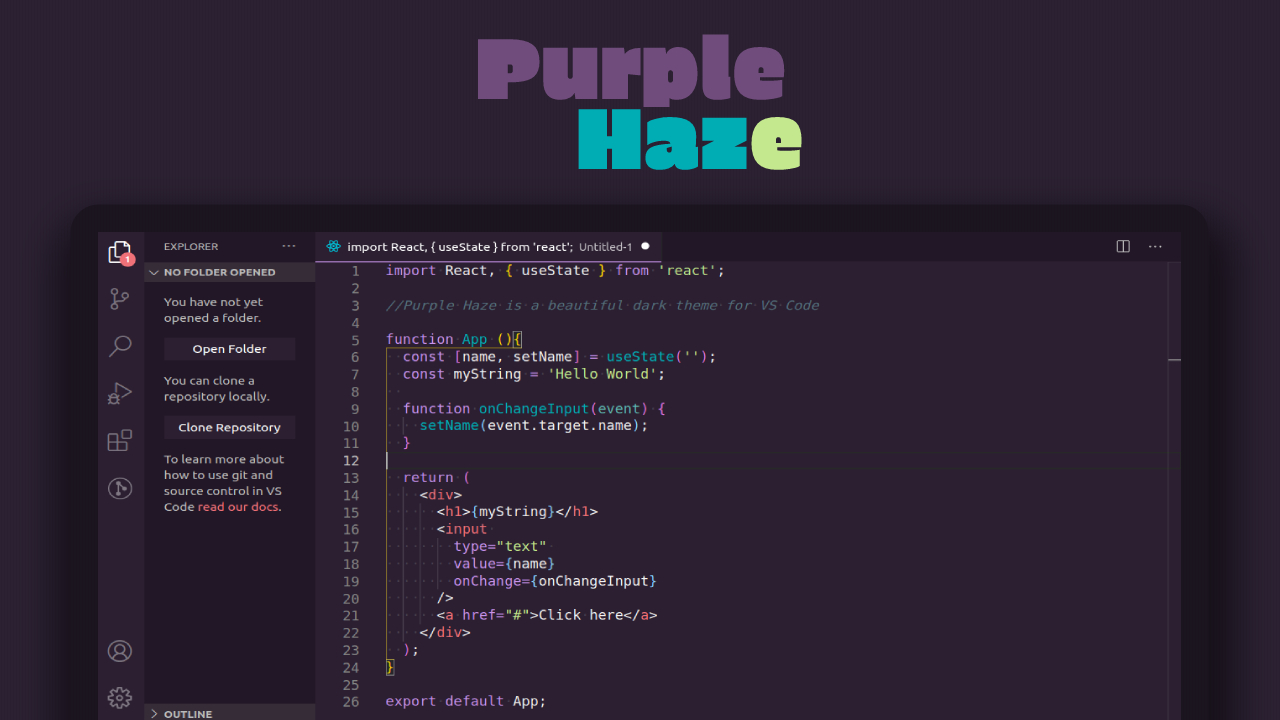 Purple
Haze
1
EXPLORER ···
import React, { useState } from 'react'; Untitled-1
···
NO FOLDER OPENED
You have not yet
opened a folder.
Open Folder
You can clone a
repository locally.
Clone Repository
To learn more about
how to use git and
source control in VS
Code read our docs.
OUTLINE
1 import React, { useState } from 'react';
2
3 //Purple Haze is a beautiful dark theme for VS Code
4
5 function App (){
6 const [name, setName] = useState('');
7 const myString = 'Hello World';
8
9 function onChangeInput(event) {
10 setName(event.target.name);
11 }
12
13 return (
14 <div>
15 <h1>{myString}</h1>
16 <input
17 type="text"
18 value={name}
19 onChange={onChangeInput}
20 />
21 <a href="#">Click here</a>
22 </div>
23 );
24 }
25
26 export default App;